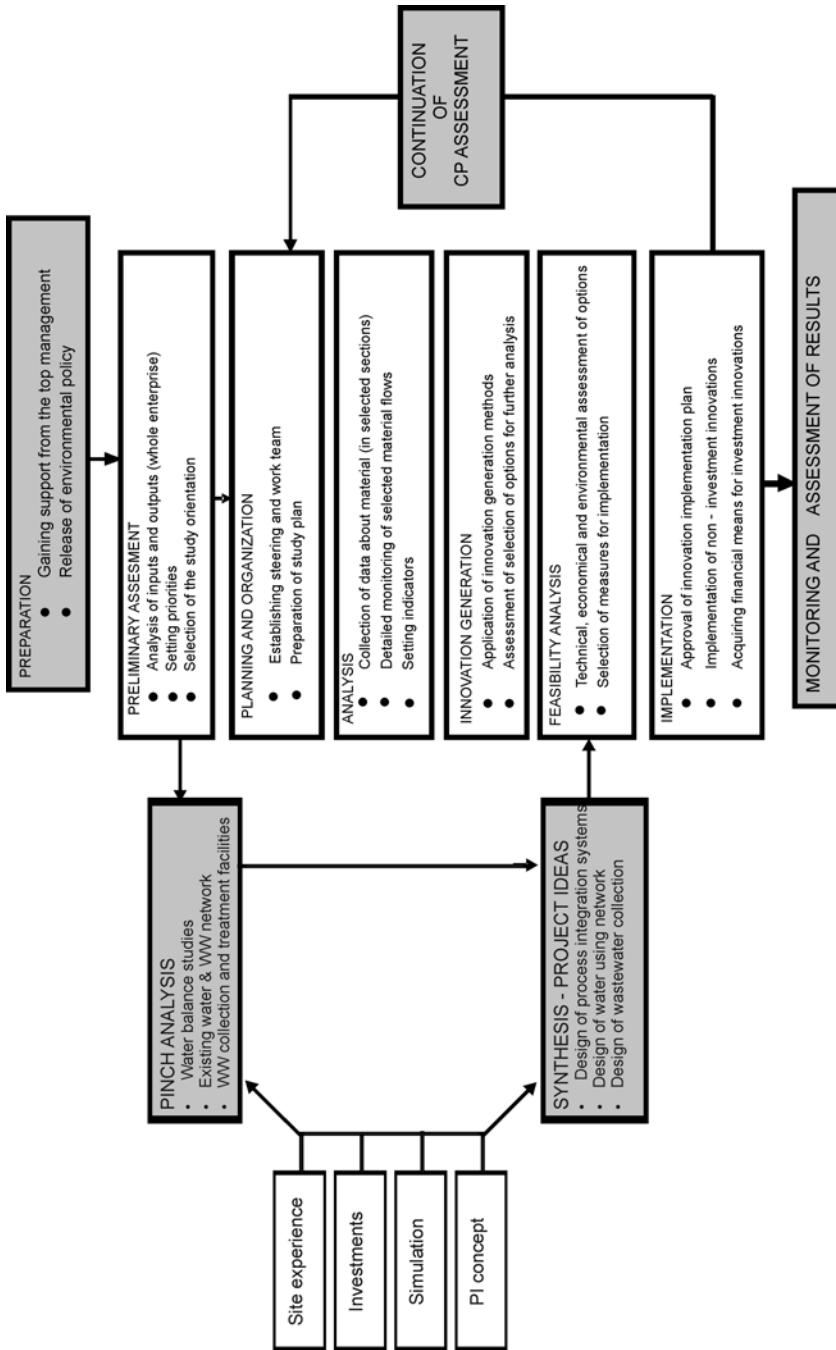 PREPARATION
● Gaining support from the top management
● Release of environmental policy
PRELIMINARY ASSESMENT
● Analysis of inputs and outputs (whole enterprise)
● Setting priorities
● Selection of the study orientation
PLANNING AND ORGANIZATION
● Establishing steering and work team
● Preparation of study plan
ANALYSIS
● Collection of data about material (in selected sections)
● Detailed monitoring of selected material flows
● Setting indicators
INNOVATION GENERATION
● Application of innovation generation methods
● Assessment of selection of options for further analysis
FEASIBILITY ANALYSIS
● Technical, economical and environmental assessment of options
● Selection of measures for implementation
IMPLEMENTATION
● Approval of innovation implementation plan
● Implementation of non - investment innovations
● Acquiring financial means for investment innovations
MONITORING AND ASSESSMENT OF RESULTS
CONTINUATION
OF
CP ASSESSMENT
PINCH ANALYSIS
• Water balance studies
• Existing water & WW network
• WW collection and treatment facilities
SYNTHESIS - PROJECT IDEAS
• Design of process integration systems
• Design of water using network
• Design of wastewater collection
Site experience
Investments
Simulation
PI concept